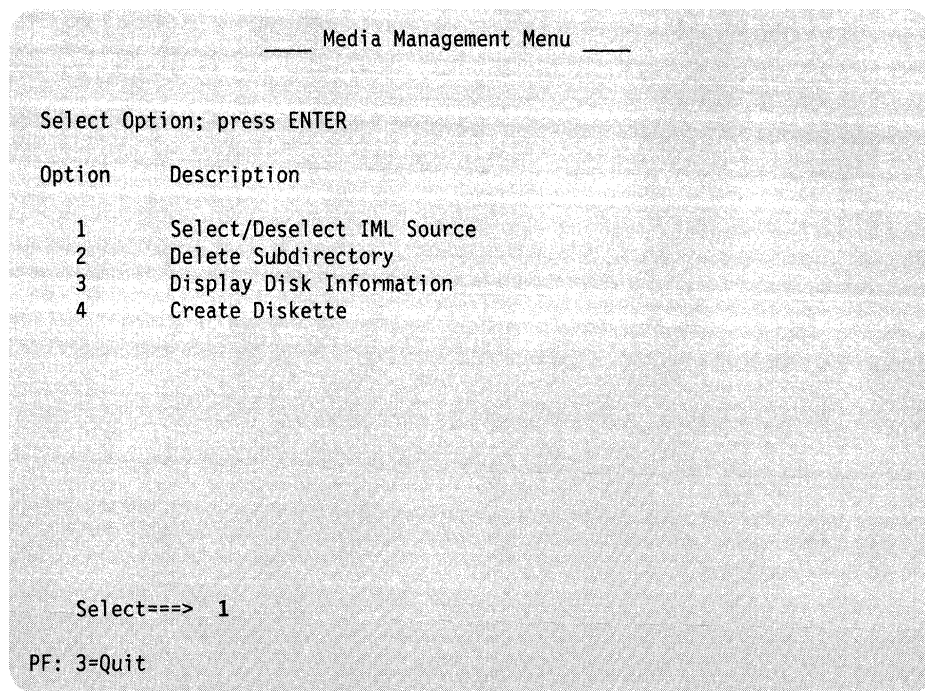 ____ Media Management Menu ____
Select Option; press ENTER
Option Description
1 Select/Deselect IML Source
2 Delete Subdirectory
3 Display Disk Information
4 Create Diskette
Select===> 1
PF: 3=Quit